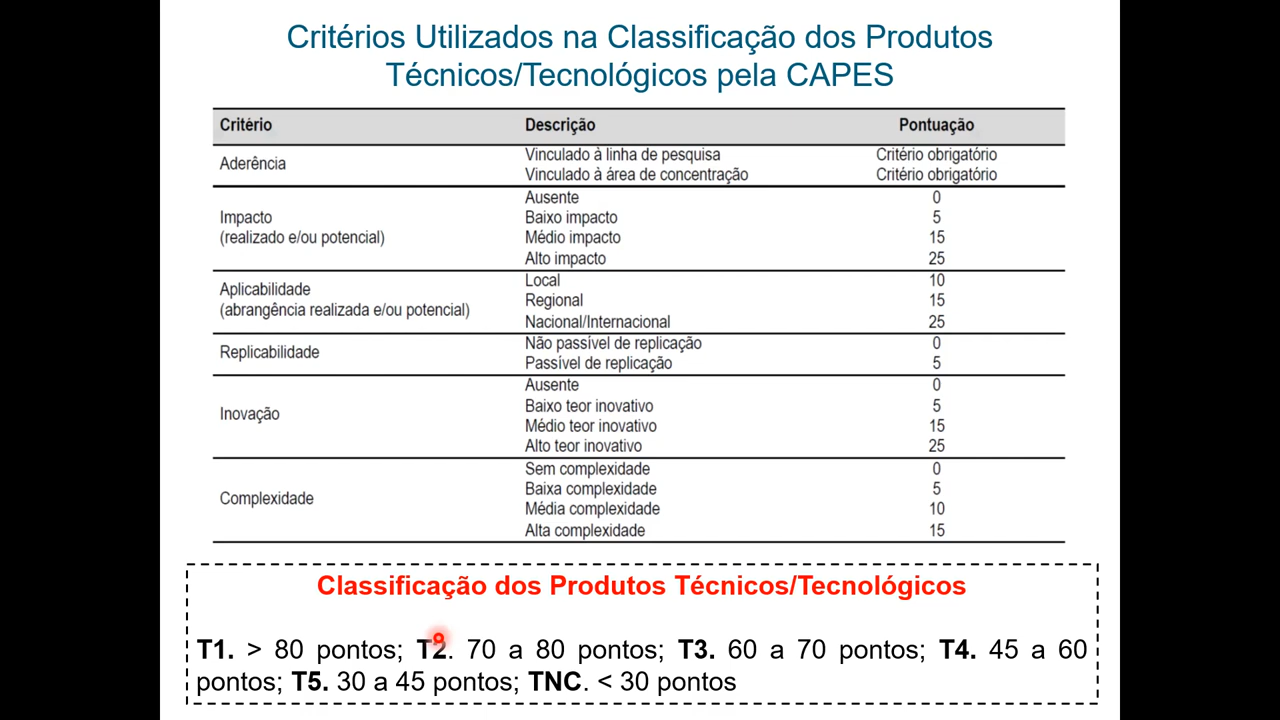 Critérios Utilizados na Classificação dos Produtos
Técnicos/Tecnológicos pela CAPES
Critério Descrição Pontuação
Aderência
Vinculado à linha de pesquisa Critério obrigatório
Vinculado à área de concentração Critério obrigatório
Impacto
(realizado e/ou potencial)
Ausente 0
Baixo impacto 5
Médio impacto 15
Alto impacto 25
Aplicabilidade
(abrangência realizada e/ou potencial)
Local 10
Regional 15
Nacional/Internacional 25
Replicabilidade
Não passível de replicação 0
Passível de replicação 5
Inovação
Ausente 0
Baixo teor inovativo 5
Médio teor inovativo 15
Alto teor inovativo 25
Complexidade
Sem complexidade 0
Baixa complexidade 5
Média complexidade 10
Alta complexidade 15
Classificação dos Produtos Técnicos/Tecnológicos
T1. > 80 pontos; T2. 70 a 80 pontos; T3. 60 a 70 pontos; T4. 45 a 60
pontos; T5. 30 a 45 pontos; TNC. < 30 pontos